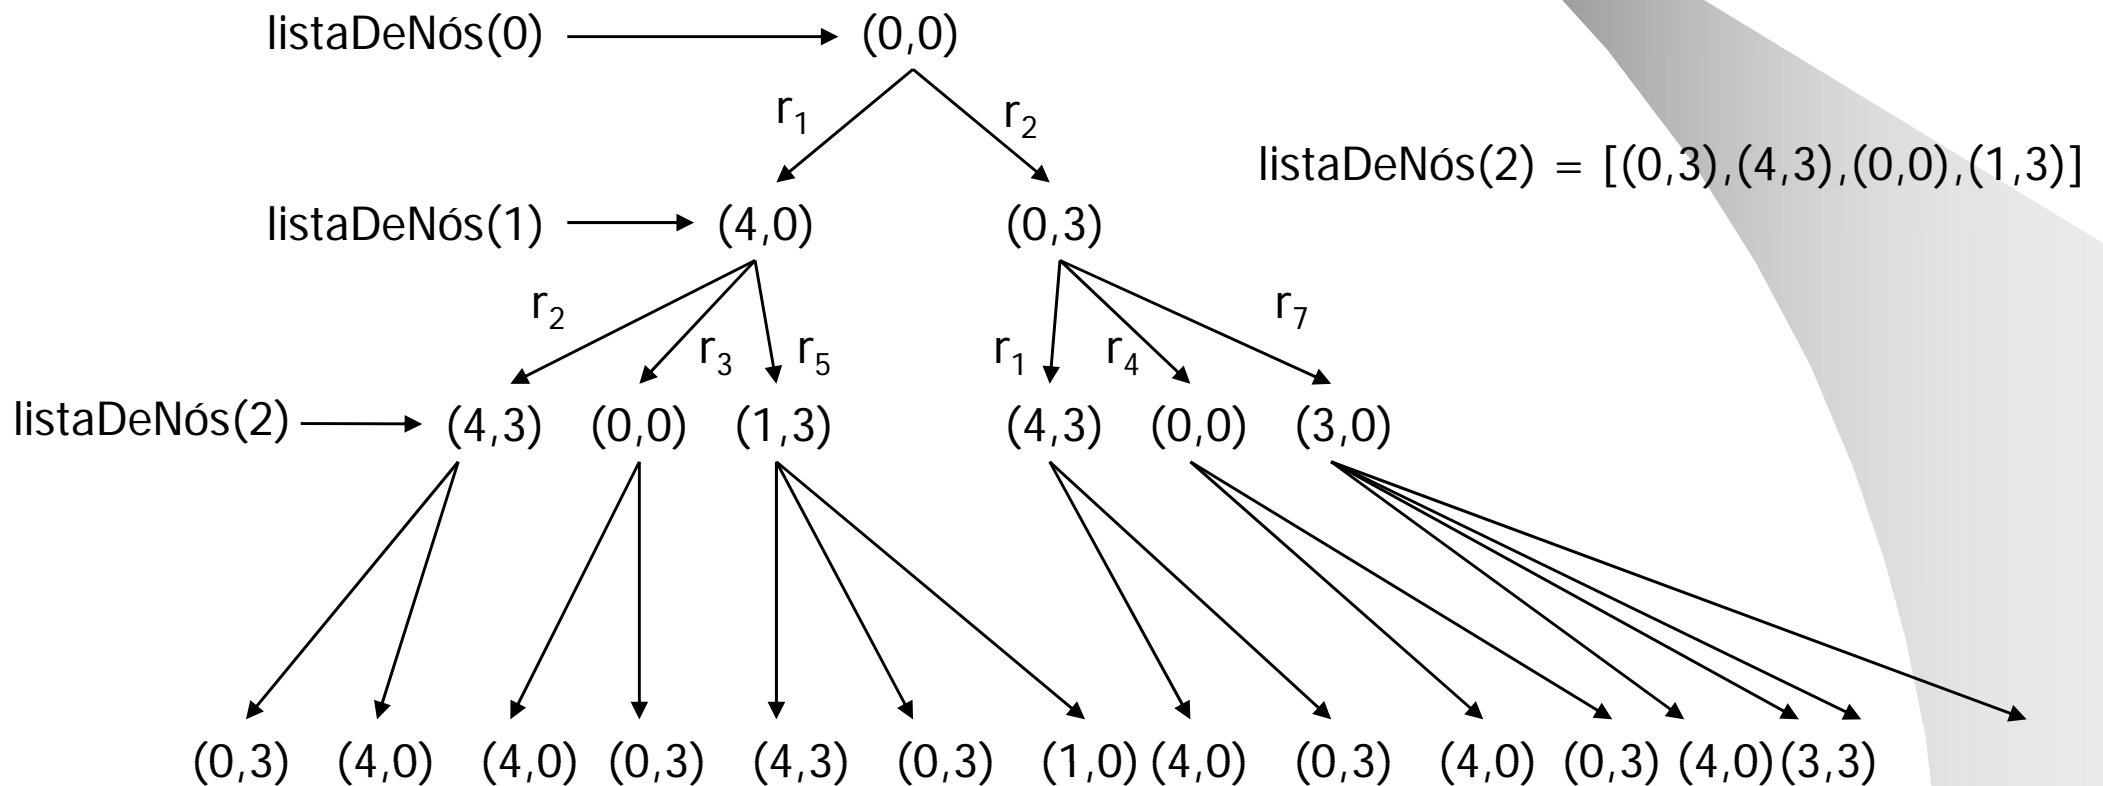 listaDeNós(0) (0,0)
r1 r2
listaDeNós(2) = [(0,3),(4,3),(0,0),(1,3)]
listaDeNós(1) (4,0) (0,3)
r2 r3 r5 r1 r4 r7
listaDeNós(2) (4,3) (0,0) (1,3) (4,3) (0,0) (3,0)
(0,3) (4,0) (4,0) (0,3) (4,3) (0,3) (1,0) (4,0) (0,3) (4,0) (0,3) (4,0) (3,3)